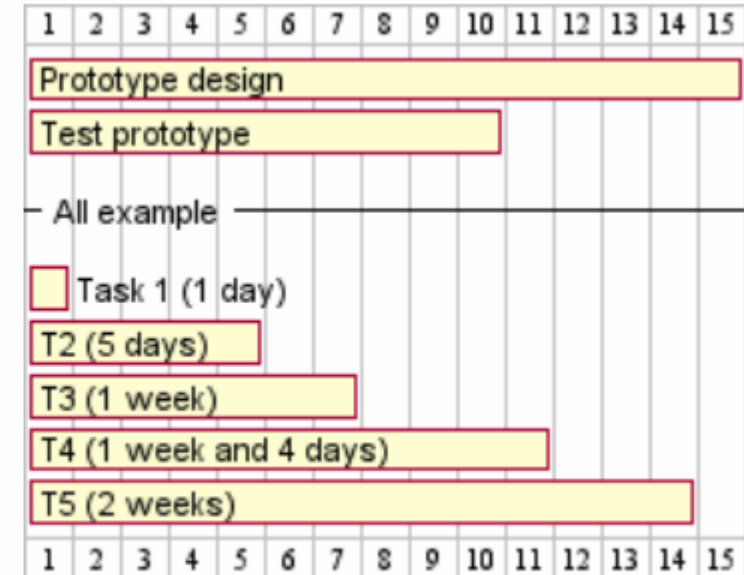 1 2 3 4 5 6 7 8 9 10 11 12 13 14 15
Prototype design
Test prototype
All example
Task 1 (1 day)
T2 (5 days)
T3 (1 week)
T4 (1 week and 4 days)
T5 (2 weeks)
1 2 3 4 5 6 7 8 9 10 11 12 13 14 15